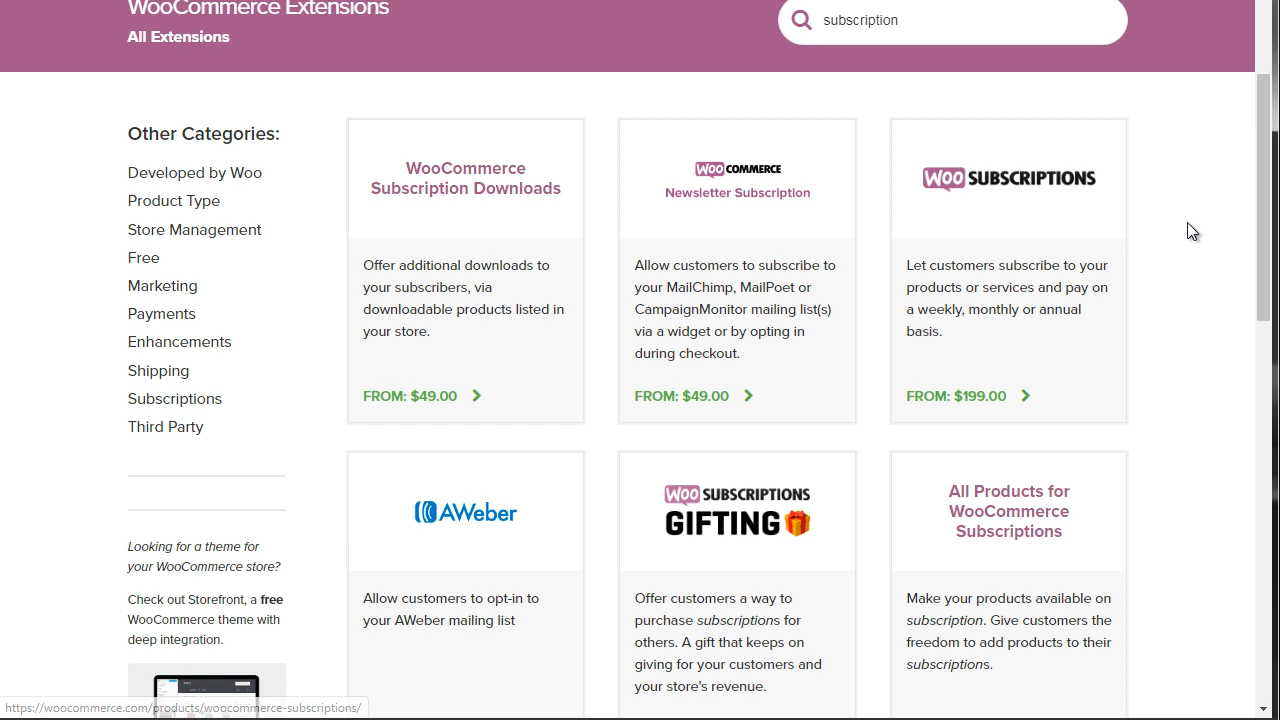 WooCommerce Extensions
All Extensions
subscription
Other Categories:
Developed by Woo
Product Type
Store Management
Free
Marketing
Payments
Enhancements
Shipping
Subscriptions
Third Party
Looking for a theme for
your WooCommerce store?
Check out Storefront, a free
WooCommerce theme with
deep integration.
WooCommerce
Subscription Downloads
Offer additional downloads to
your subscribers, via
downloadable products listed in
your store.
FROM: $49.00
WOO COMMERCE
Newsletter Subscription
Allow customers to subscribe to
your MailChimp, MailPoet or
CampaignMonitor mailing list(s)
via a widget or by opting in
during checkout.
FROM: $49.00
WOO SUBSCRIPTIONS
Let customers subscribe to your
products or services and pay on
a weekly, monthly or annual
basis.
FROM: $199.00
AWeber
Allow customers to opt-in to
your AWeber mailing list
WOO SUBSCRIPTIONS
GIFTING
Offer customers a way to
purchase subscriptions for
others. A gift that keeps on
giving for your customers and
your store's revenue.
All Products for
WooCommerce
Subscriptions
Make your products available on
subscription. Give customers the
freedom to add products to their
subscriptions.
https://woocommerce.com/products/woocommerce-subscriptions/